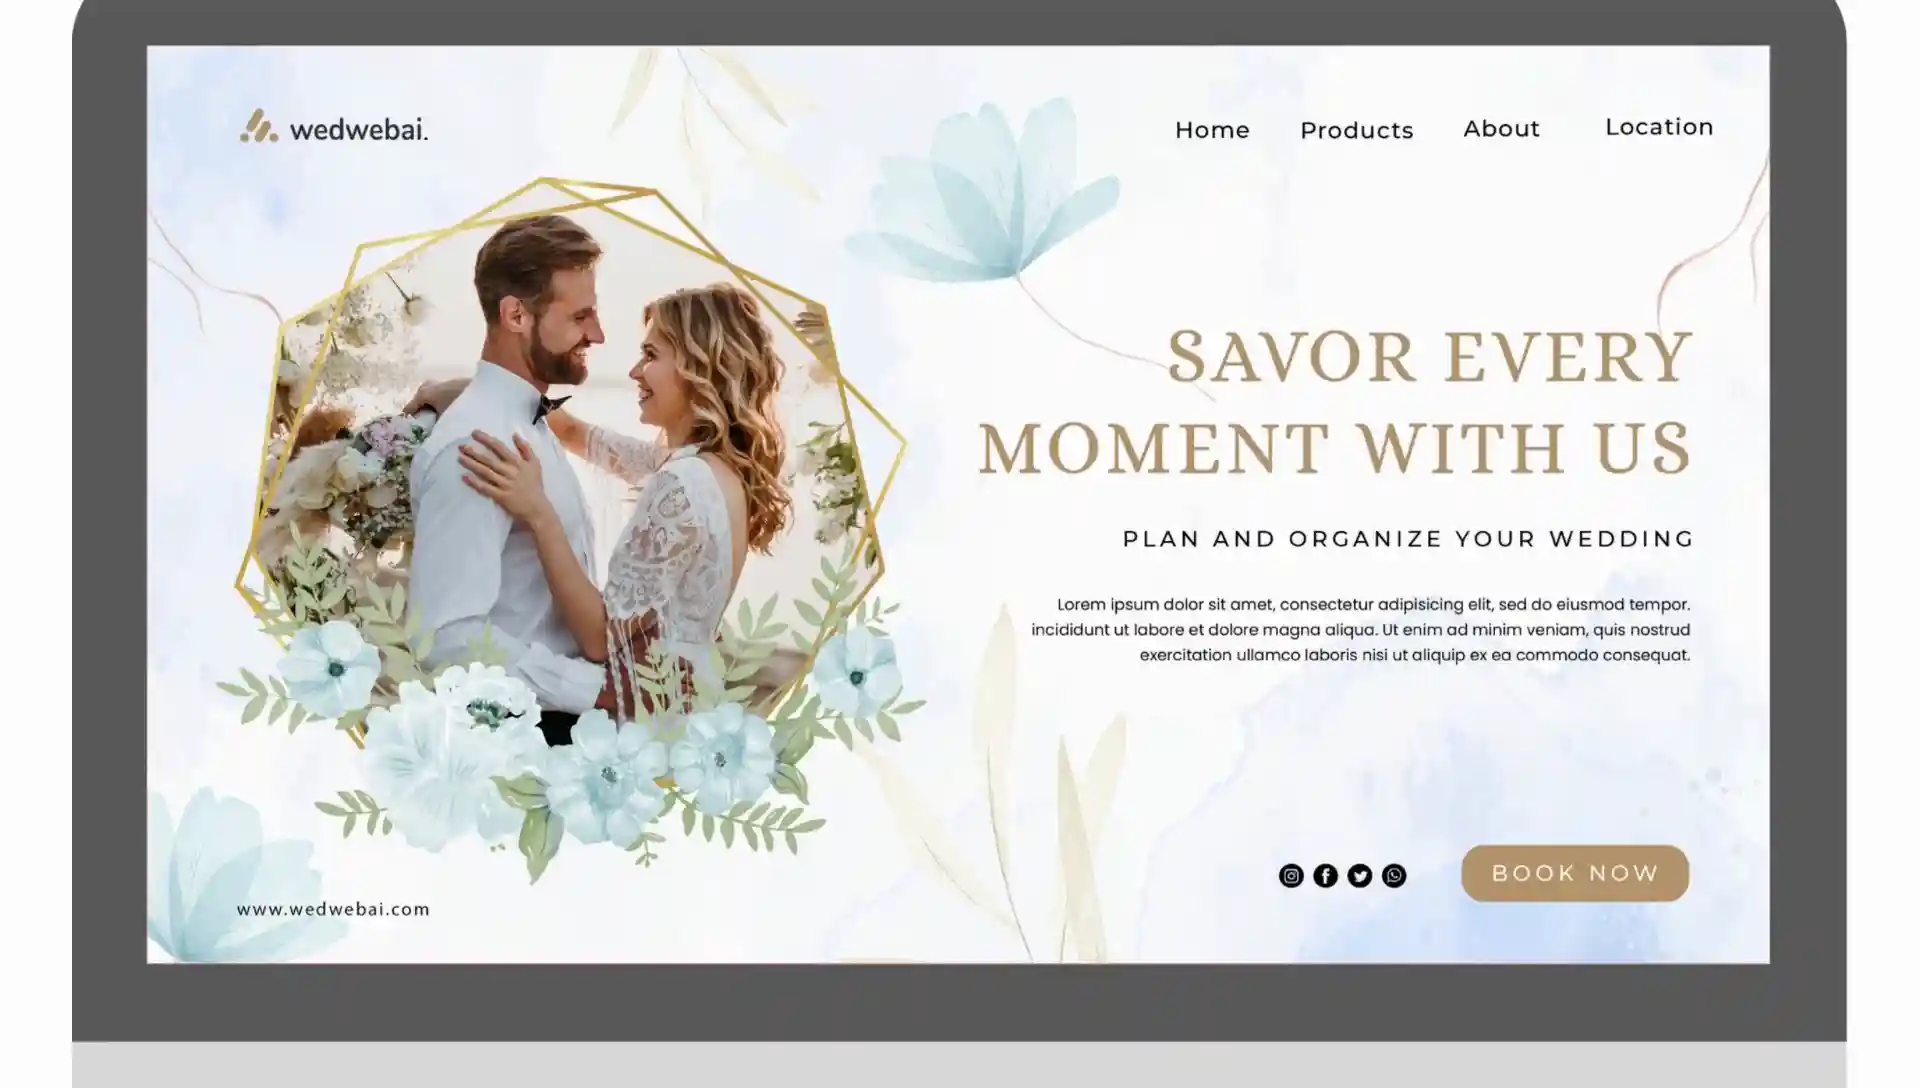 wedwebai.
Home Products About Location
SAVOR EVERY
MOMENT WITH US
PLAN AND ORGANIZE YOUR WEDDING
Lorem ipsum dolor sit amet, consectetur adipisicing elit, sed do eiusmod tempor.
incididunt ut labore et dolore magna aliqua. Ut enim ad minim veniam, quis nostrud
exercitation ullamco laboris nisi ut aliquip ex ea commodo consequat.
BOOK NOW
www.wedwebai.com